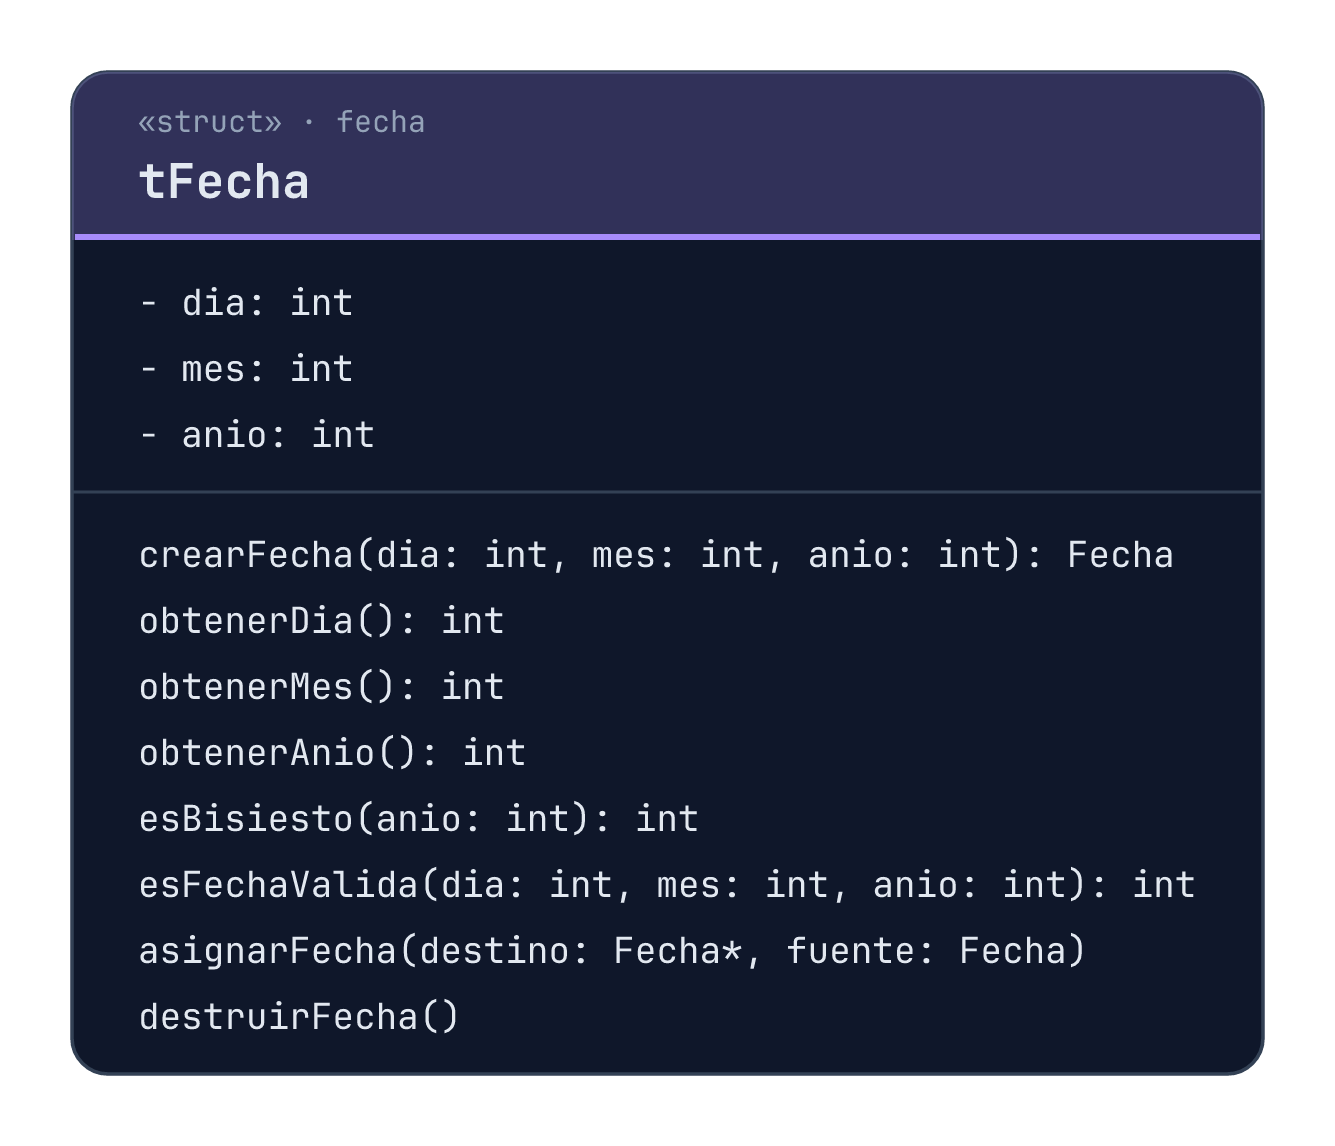 «struct» · fecha
tFecha
- dia: int
- mes: int
- anio: int
crearFecha(dia: int, mes: int, anio: int): Fecha
obtenerDia(): int
obtenerMes(): int
obtenerAnio(): int
esBisiesto(anio: int): int
esFechaValida(dia: int, mes: int, anio: int): int
asignarFecha(destino: Fecha*, fuente: Fecha)
destruirFecha()